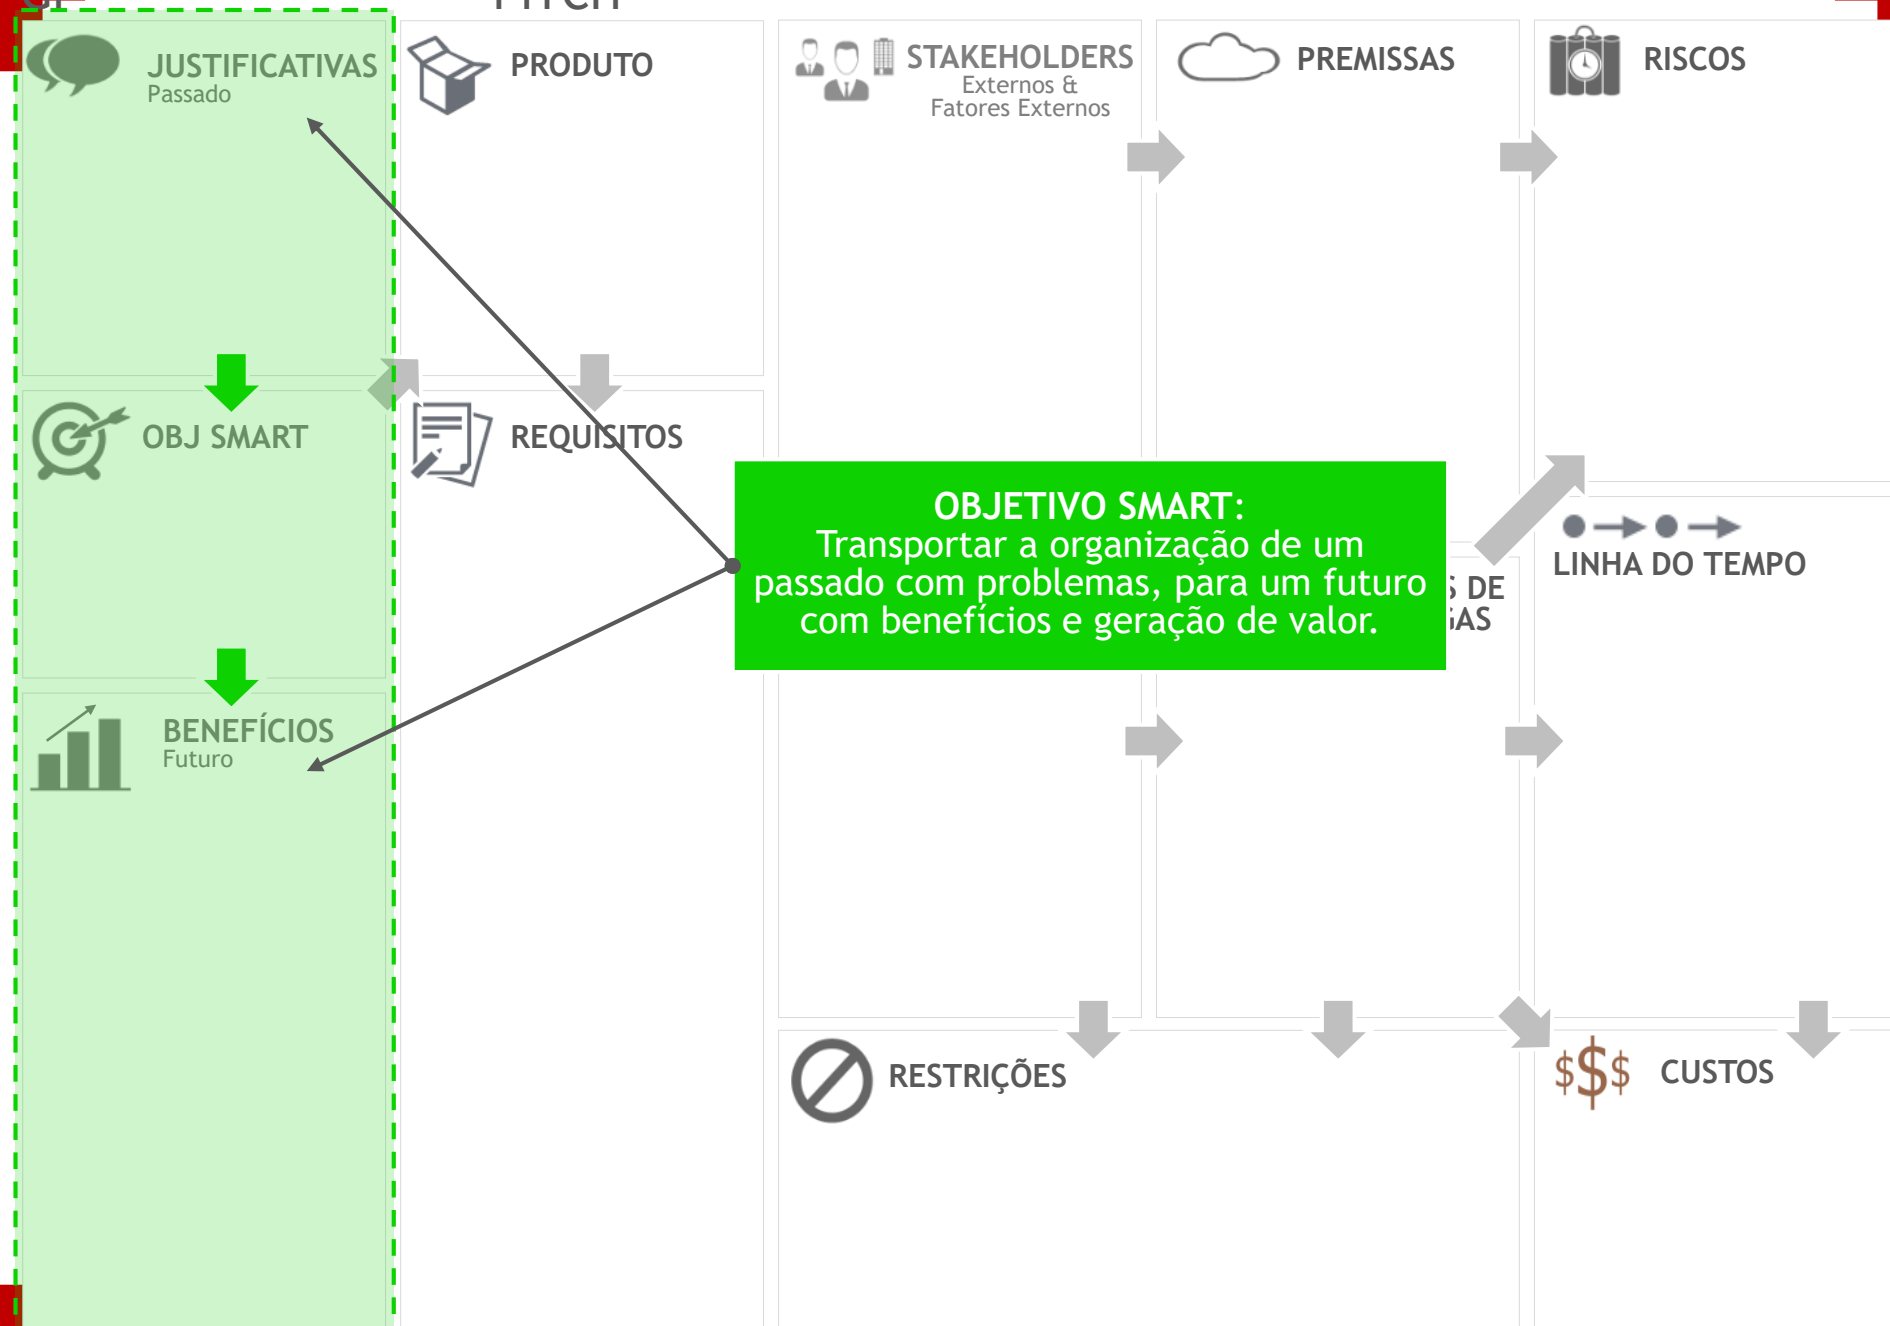 JUSTIFICATIVAS
Passado
PRODUTO
STAKEHOLDERS
Externos &
Fatores Externos
PREMISSAS
RISCOS
OBJ SMART
REQUISITOS
OBJETIVO SMART:
Transportar a organização de um
passado com problemas, para um futuro
com benefícios e geração de valor.
DE
LINHA DO TEMPO
BENEFÍCIOS
Futuro
RESTRIÇÕES
$$$ CUSTOS